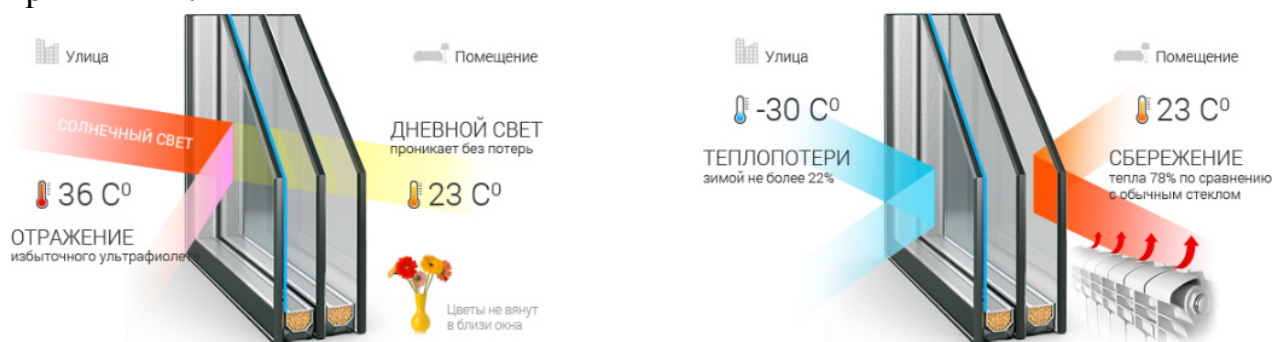 Улица
Помещение
СОЛНЕЧНЫЙ СВЕТ
ДНЕВНОЙ СВЕТ
проникает без потерь
36 C⁰
23 C⁰
ОТРАЖЕНИЕ
избыточного ультрафиолета
Цветы не вянут
в близи окна
Улица
Помещение
-30 C⁰
23 C⁰
ТЕПЛОПОТЕРИ
зимой не более 22%
СБЕРЕЖЕНИЕ
тепла 78% по сравнению
с обычным стеклом